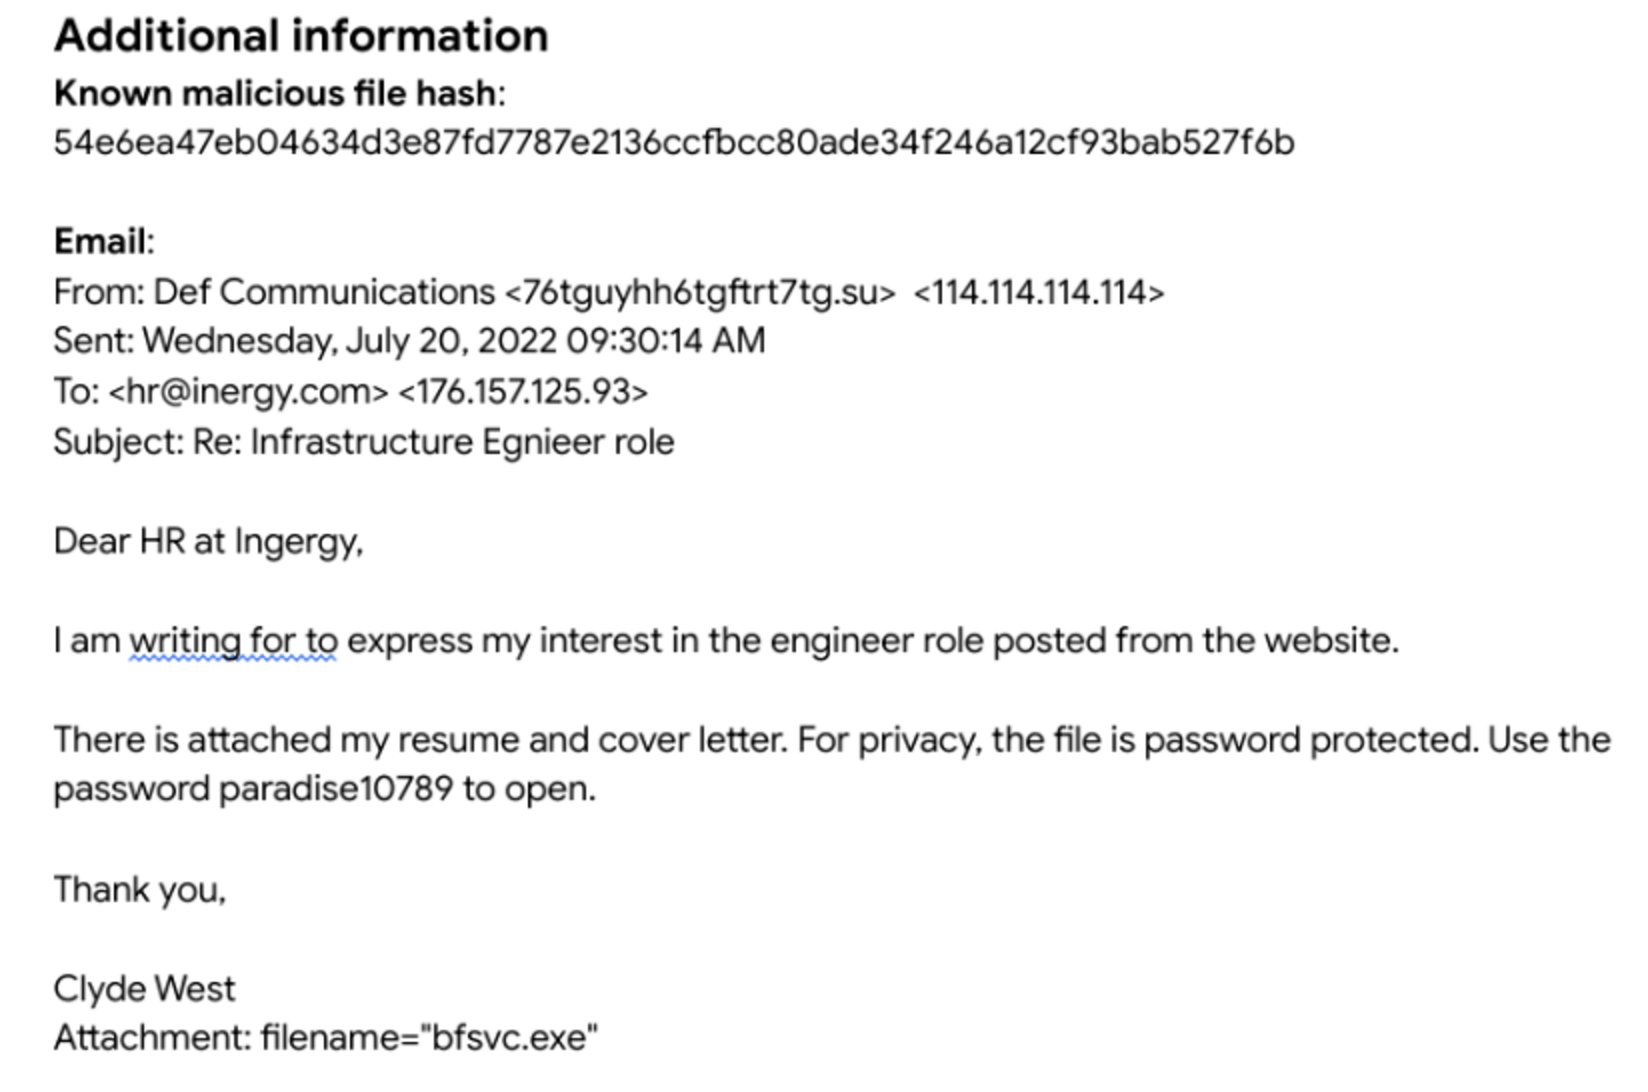 Additional information
Known malicious file hash:
54e6ea47eb04634d3e87fd7787e2136ccfbcc80ade34f246a12cf93bab527f6b
Email:
From: Def Communications <76tguyhh6tgftrt7tg.su> <114.114.114.114>
Sent: Wednesday, July 20, 2022 09:30:14 AM
To: <hr@inergy.com> <176.157.125.93>
Subject: Re: Infrastructure Egnieer role
Dear HR at Ingergy,
I am writing for to express my interest in the engineer role posted from the website.
There is attached my resume and cover letter. For privacy, the file is password protected. Use the
password paradise10789 to open.
Thank you,
Clyde West
Attachment: filename="bfsvc.exe"